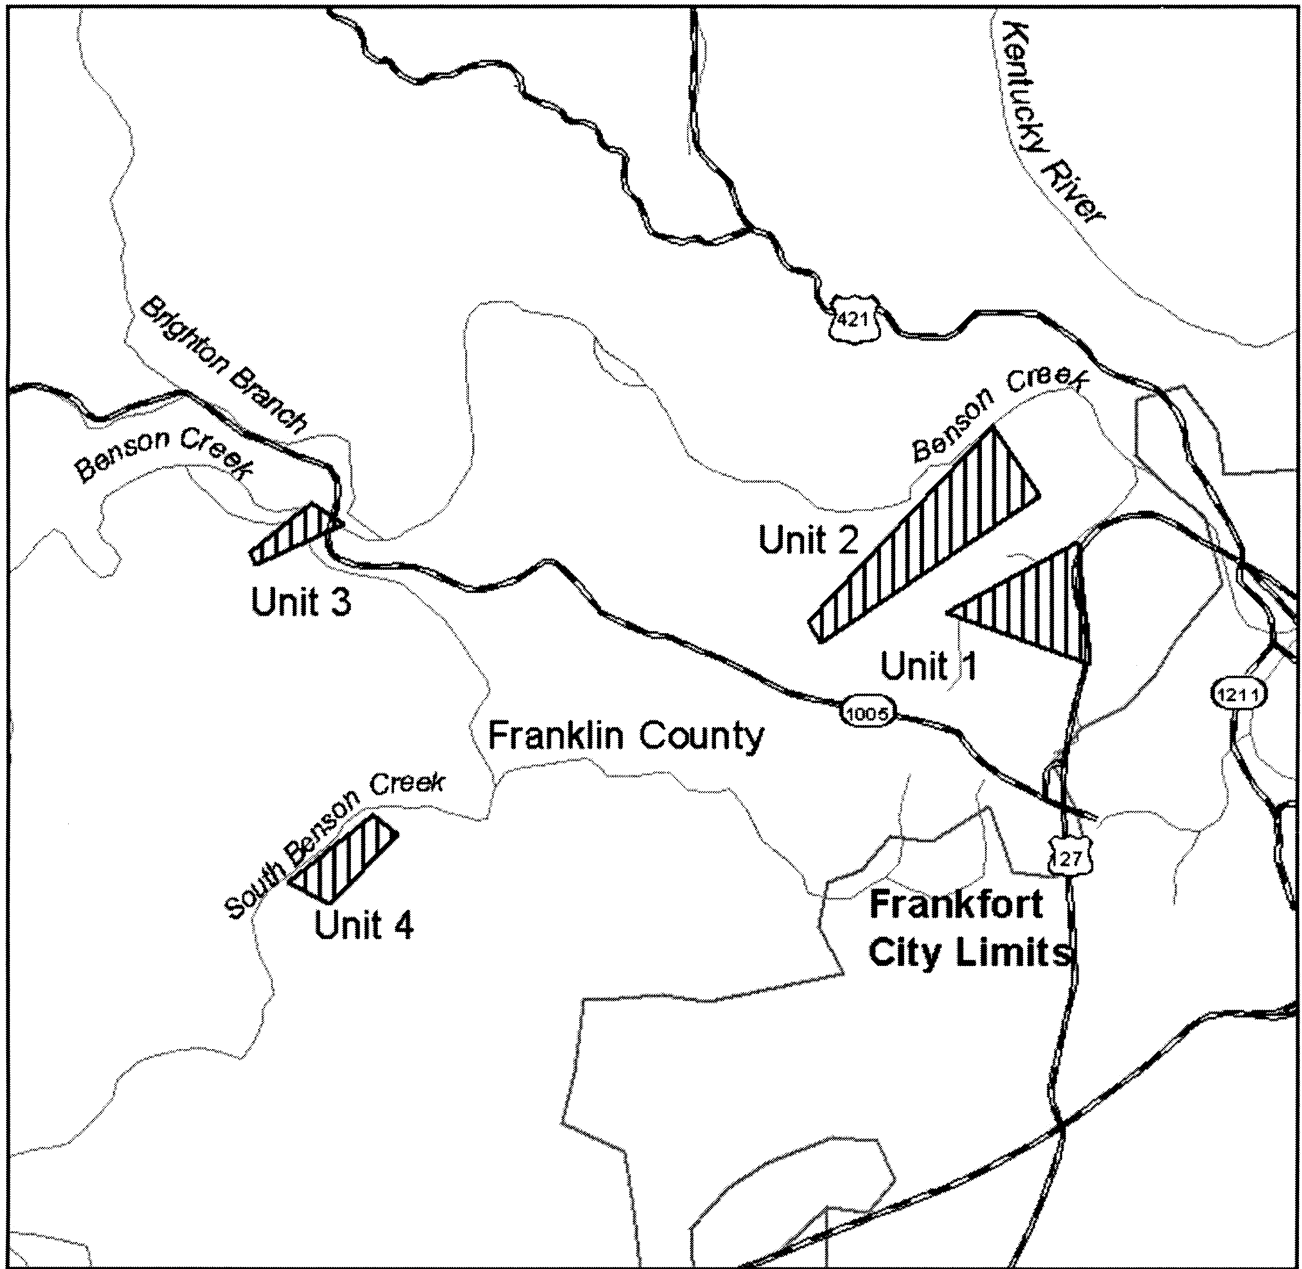 Kentucky River
421
Brighton Branch
Benson Creek
Benson Creek
Unit 2
Unit 3
Unit 1
1211
1005
Franklin County
South Benson Creek
127
Unit 4
Frankfort
City Limits